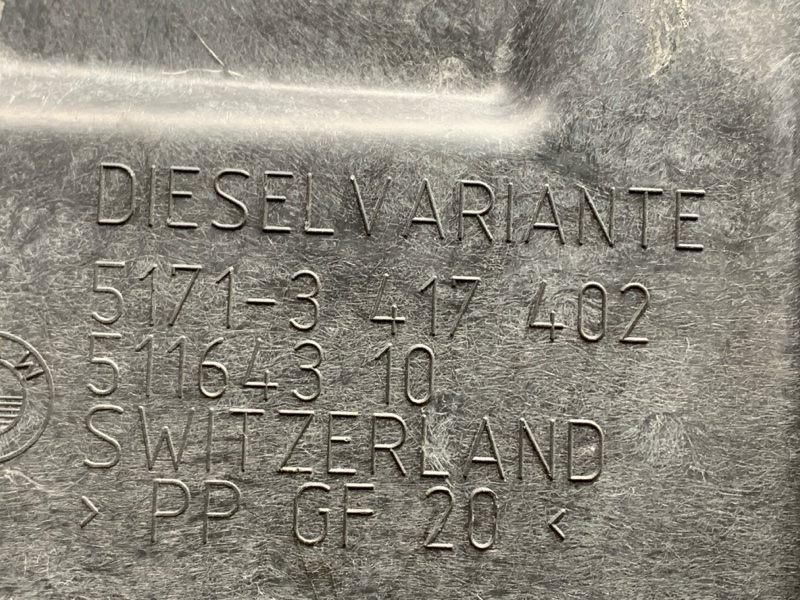 DIESELVARIANTE
5171-3 417 402
511643 10
SWITZERLAND
> PP GF 20 <
W